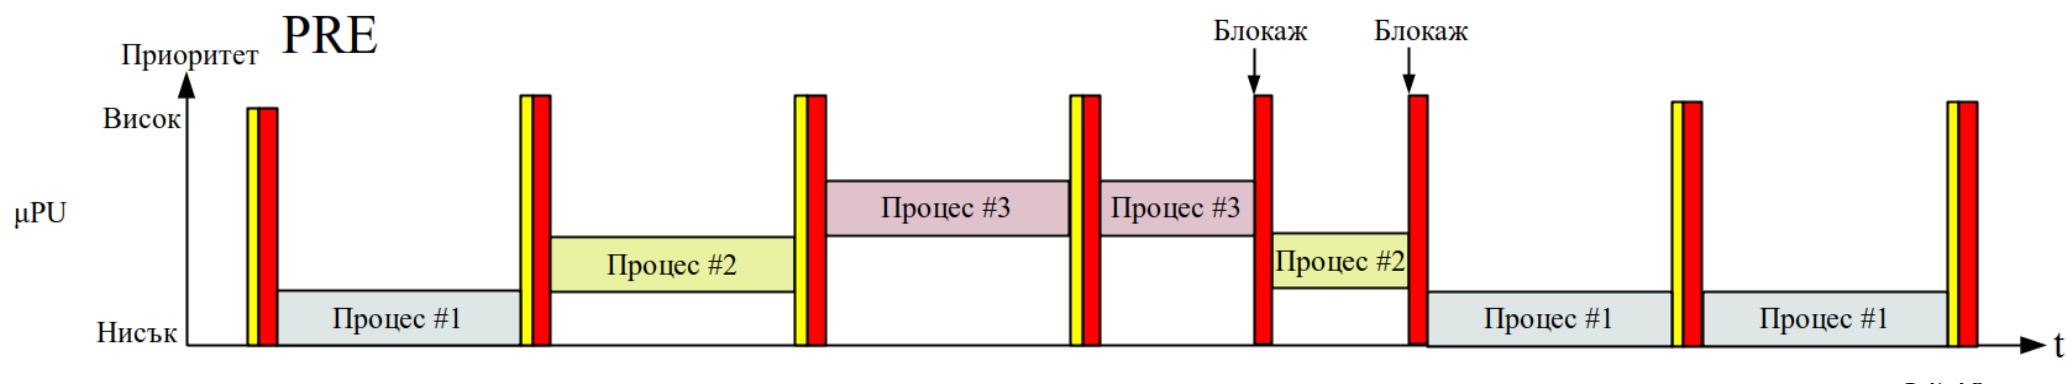 PRE
Блокаж
Блокаж
Приоритет
Висок
Процес #3
Процес #3
μPU
Процес #2
Процес #2
Процес #1
Процес #1
Процес #1
Нисък
t